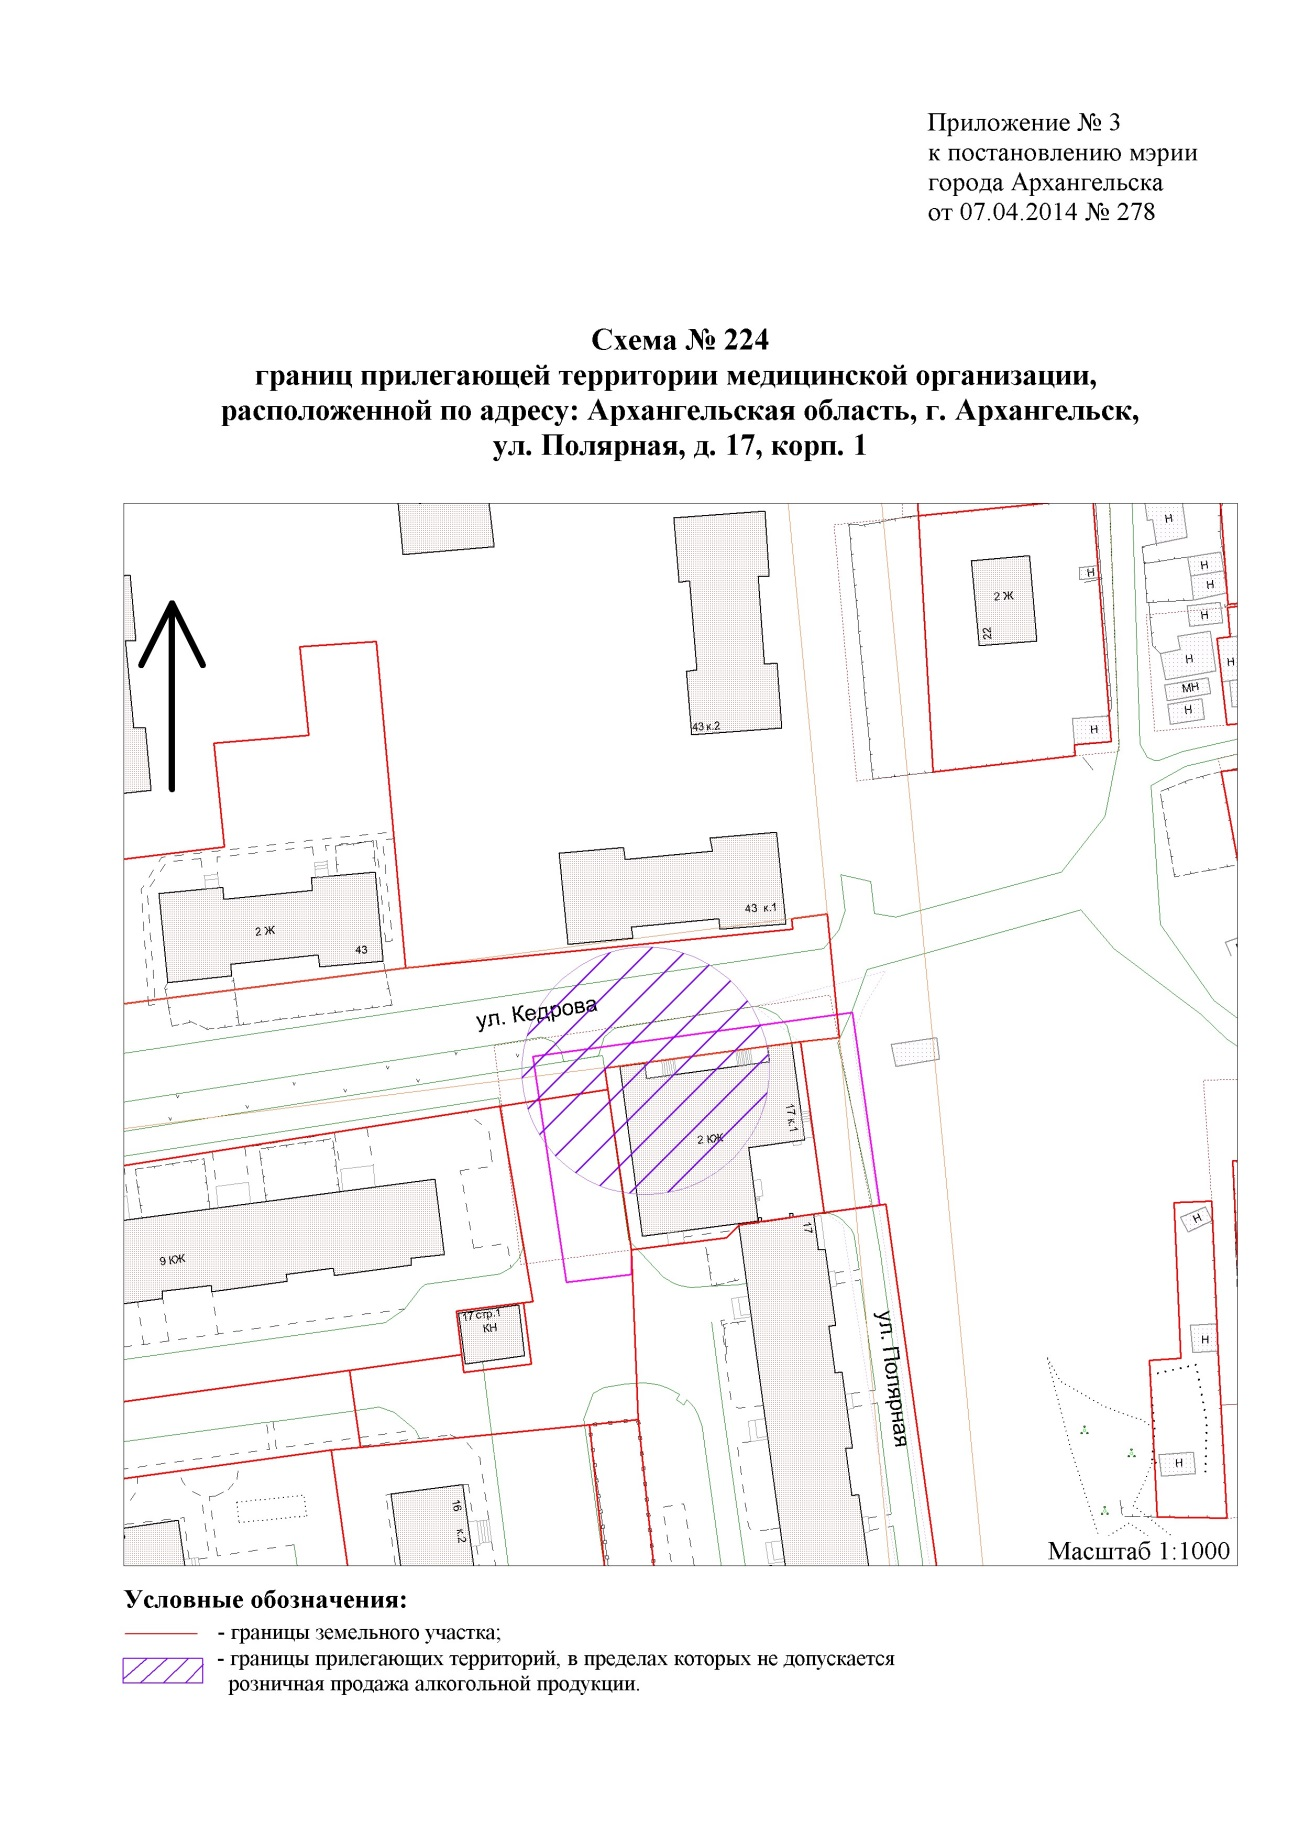 Приложение № 3
к постановлению мэрии
города Архангельска
от 07.04.2014 № 278
Схема № 224
границ прилегающей территории медицинской организации,
расположенной по адресу: Архангельская область, г. Архангельск,
ул. Полярная, д. 17, корп. 1
Н
Н
Н
Н
2 Ж
22
Н
Н
Н
МН
Н
Н
43 к.2
43 к.1
2 Ж
43
ул. Кедрова
17 к.1
2 КЖ
17
9 КЖ
17 стр.1
КН
ул. Полярная
Н
Н
Н
16 к.2
Масштаб 1:1000
Условные обозначения:
- границы земельного участка;
- границы прилегающих территорий, в пределах которых не допускается
розничная продажа алкогольной продукции.